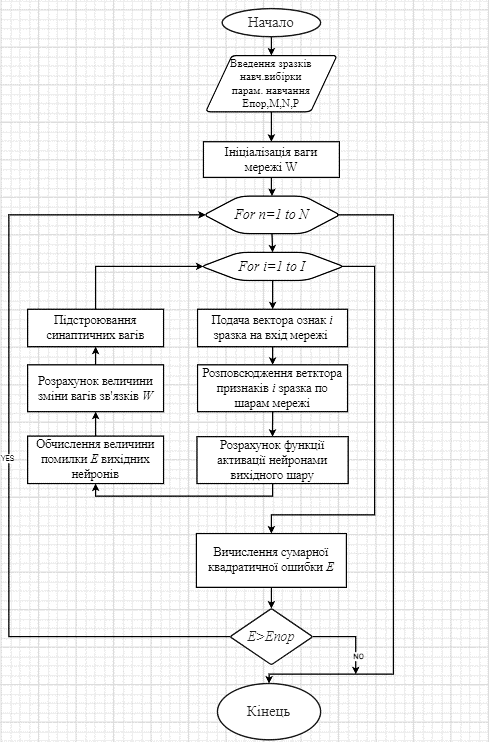 Начало
Введення зразків
навч.вибірки
парам. навчання
Епор,M,N,P
Ініціалізація ваги
мережі W
For n=1 to N
For i=1 to I
Подача вектора ознак i
зразка на вхід мережі
Розповсюдження ветктора
признаків i зразка по
шарам мережі
Розрахунок функції
активації нейронами
вихідного шару
Обчислення величини
помилки E вихідних
нейронів
Розрахунок величини
зміни вагів зв'язків W
Підстроювання
синаптичних вагів
Вичислення сумарної
квадратичної ошибки E
E>Eпор
YES
NO
Кінець